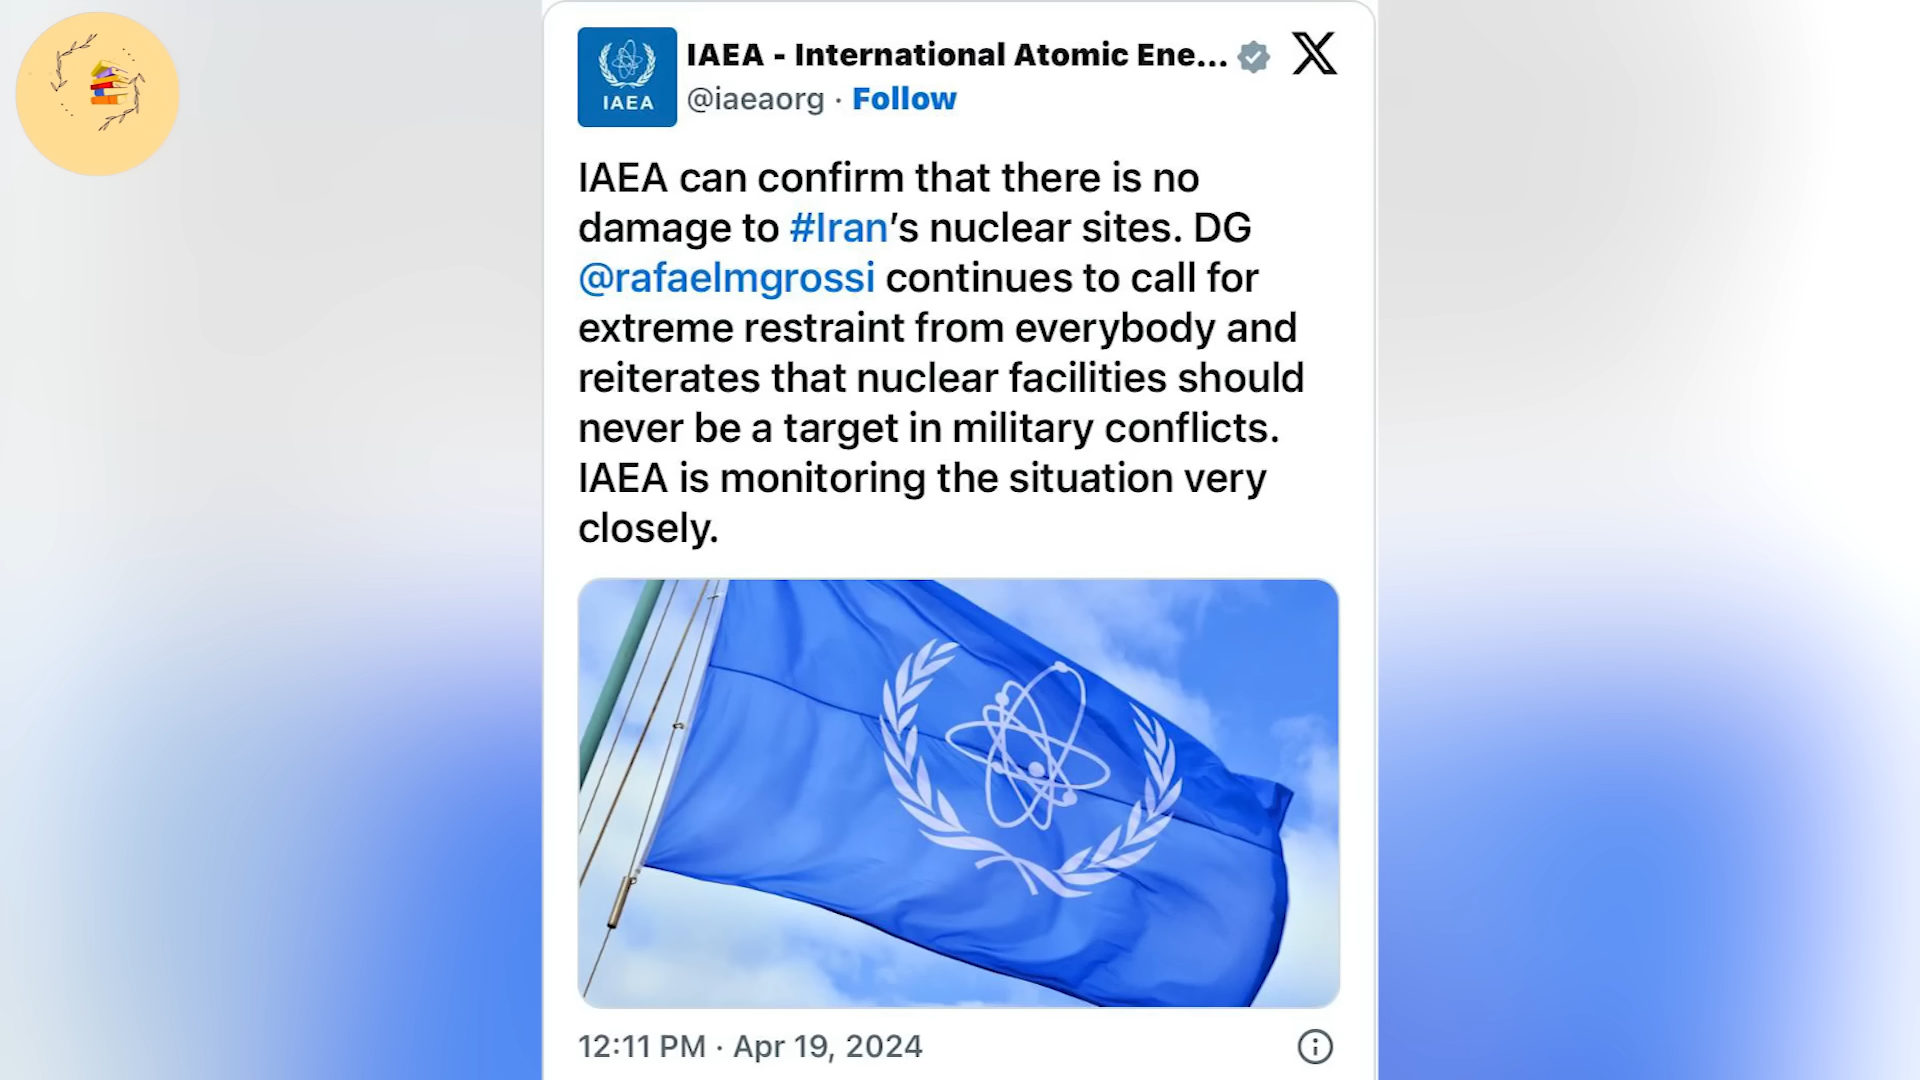 IAEA
IAEA - International Atomic Ene...
@iaeaorg · Follow
IAEA can confirm that there is no
damage to #Iran’s nuclear sites. DG
@rafaelmgrossi continues to call for
extreme restraint from everybody and
reiterates that nuclear facilities should
never be a target in military conflicts.
IAEA is monitoring the situation very
closely.
12:11 PM · Apr 19, 2024